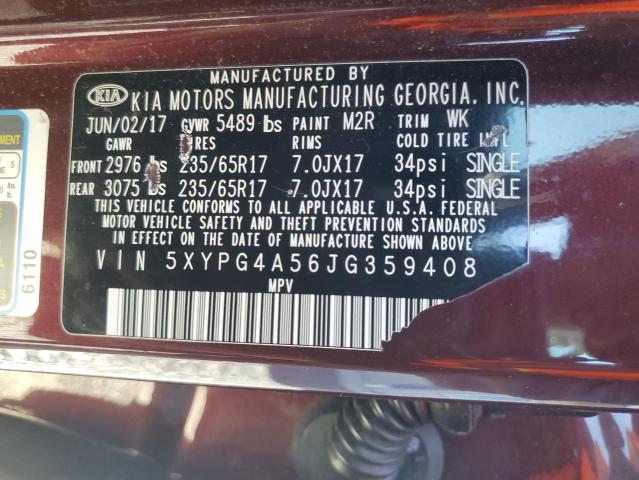 MANUFACTURED BY
KIA KIA MOTORS MANUFACTURING GEORGIA, INC.
JUN/02/17 GVWR 5489 lbs PAINT M2R TRIM WK
GAWR RES RIMS COLD TIRE
FRONT 2976 lbs 235/65R17 7.0JX17 34psi SINGLE
REAR 3075 lbs 235/65R17 7.0JX17 34psi SINGLE
THIS VEHICLE CONFORMS TO ALL APPLICABLE U.S.A. FEDERAL
MOTOR VEHICLE SAFETY AND THEFT PREVENTION STANDARDS
IN EFFECT ON THE DATE OF MANUFACTURE SHOWN ABOVE.
VIN 5XYPG4A56JG359408
MPV
6110